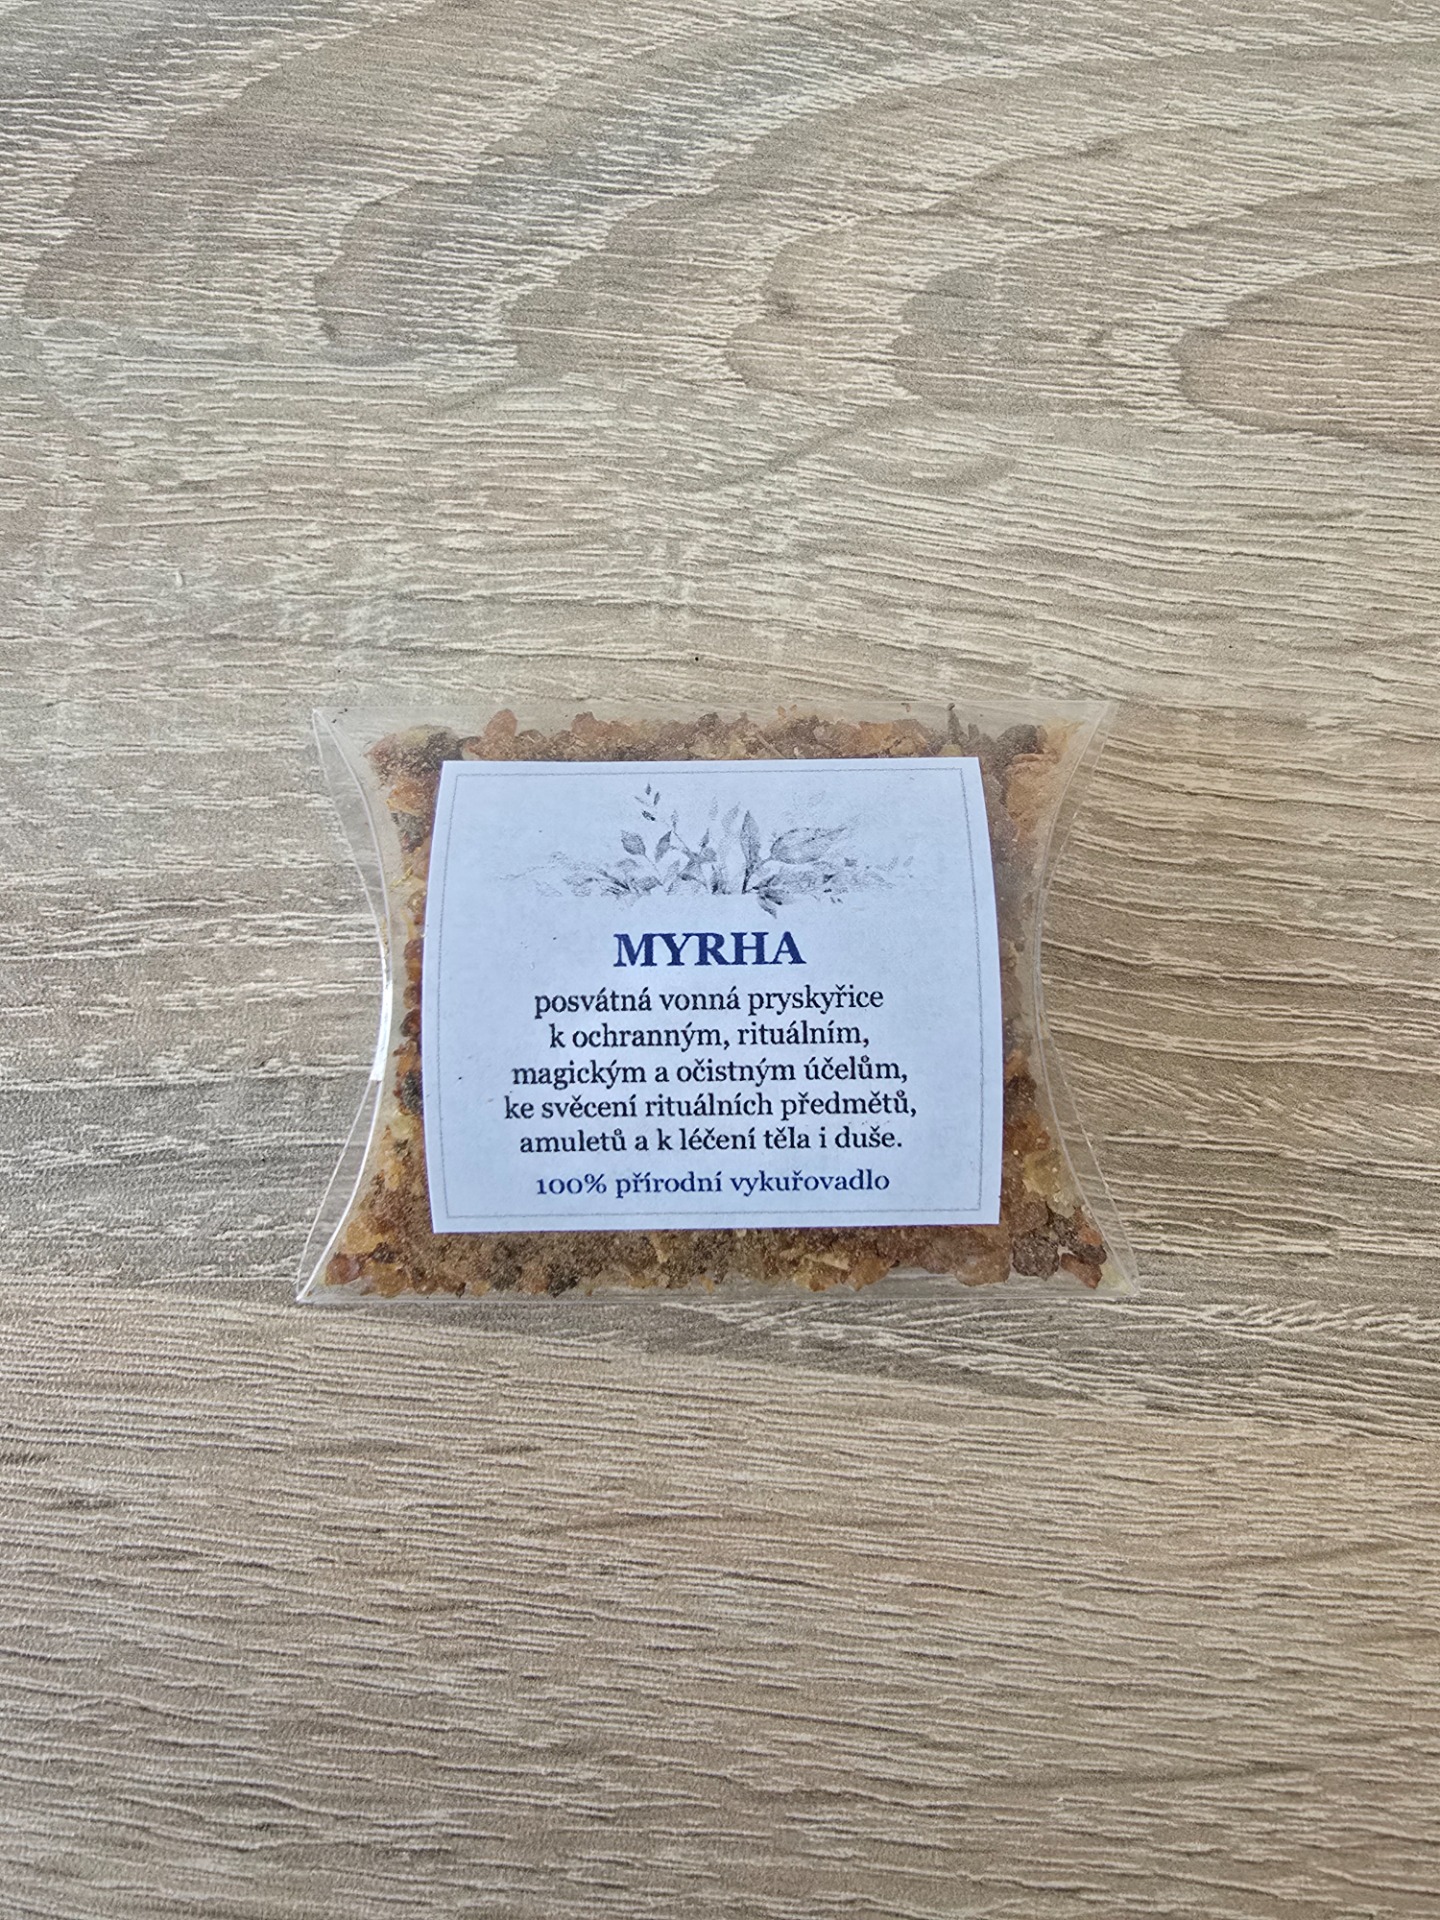 MYRHA
posvátná vonná pryskyřice
k ochranným, rituálním,
magickým a očistným účelům,
ke svěcení rituálních předmětů,
amuletů a k léčení těla i duše.
100% přírodní vykuřovadlo